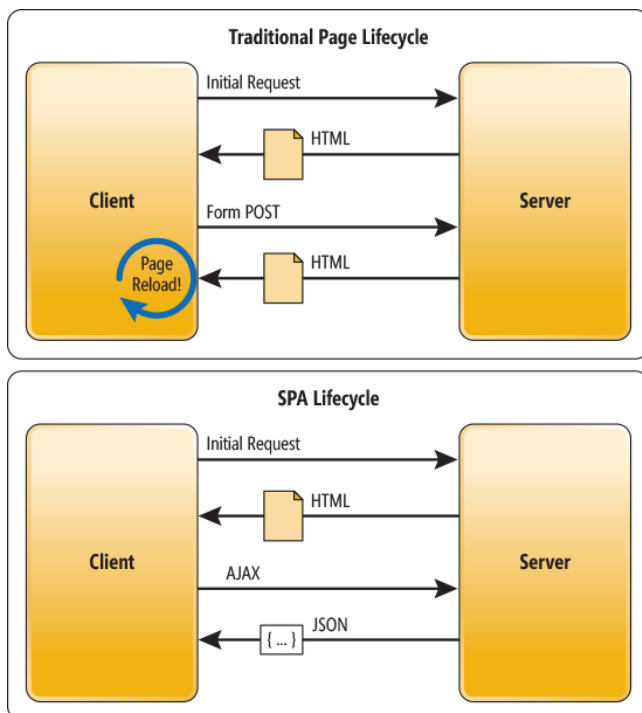 Traditional Page Lifecycle
Initial Request
HTML
Client
Server
Form POST
HTML
Page
Reload!
SPA Lifecycle
Initial Request
HTML
Client
Server
AJAX
JSON
{ ... }